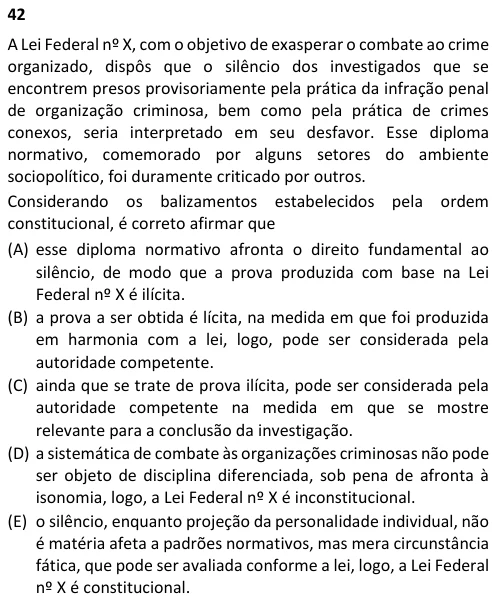 42
A Lei Federal nº X, com o objetivo de exasperar o combate ao crime
organizado, dispôs que o silêncio dos investigados que se
encontrem presos provisoriamente pela prática da infração penal
de organização criminosa, bem como pela prática de crimes
conexos, seria interpretado em seu desfavor. Esse diploma
normativo, comemorado por alguns setores do ambiente
sociopolítico, foi duramente criticado por outros.
Considerando os balizamentos estabelecidos pela ordem
constitucional, é correto afirmar que
(A) esse diploma normativo afronta o direito fundamental ao
silêncio, de modo que a prova produzida com base na Lei
Federal nº X é ilícita.
(B) a prova a ser obtida é lícita, na medida em que foi produzida
em harmonia com a lei, logo, pode ser considerada pela
autoridade competente.
(C) ainda que se trate de prova ilícita, pode ser considerada pela
autoridade competente na medida em que se mostre
relevante para a conclusão da investigação.
(D) a sistemática de combate às organizações criminosas não pode
ser objeto de disciplina diferenciada, sob pena de afronta à
isonomia, logo, a Lei Federal nº X é inconstitucional.
(E) o silêncio, enquanto projeção da personalidade individual, não
é matéria afeta a padrões normativos, mas mera circunstância
fática, que pode ser avaliada conforme a lei, logo, a Lei Federal
nº X é constitucional.